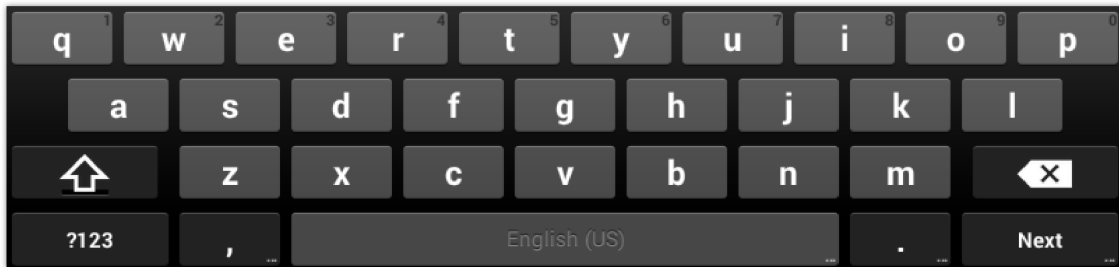 q 1 w 2 e 3 r 4 t 5 y 6 u 7 i 8 o 9 p 0
a s d f g h j k l
z x c v b n m
?123 , ... English (US) ... . ... Next ...